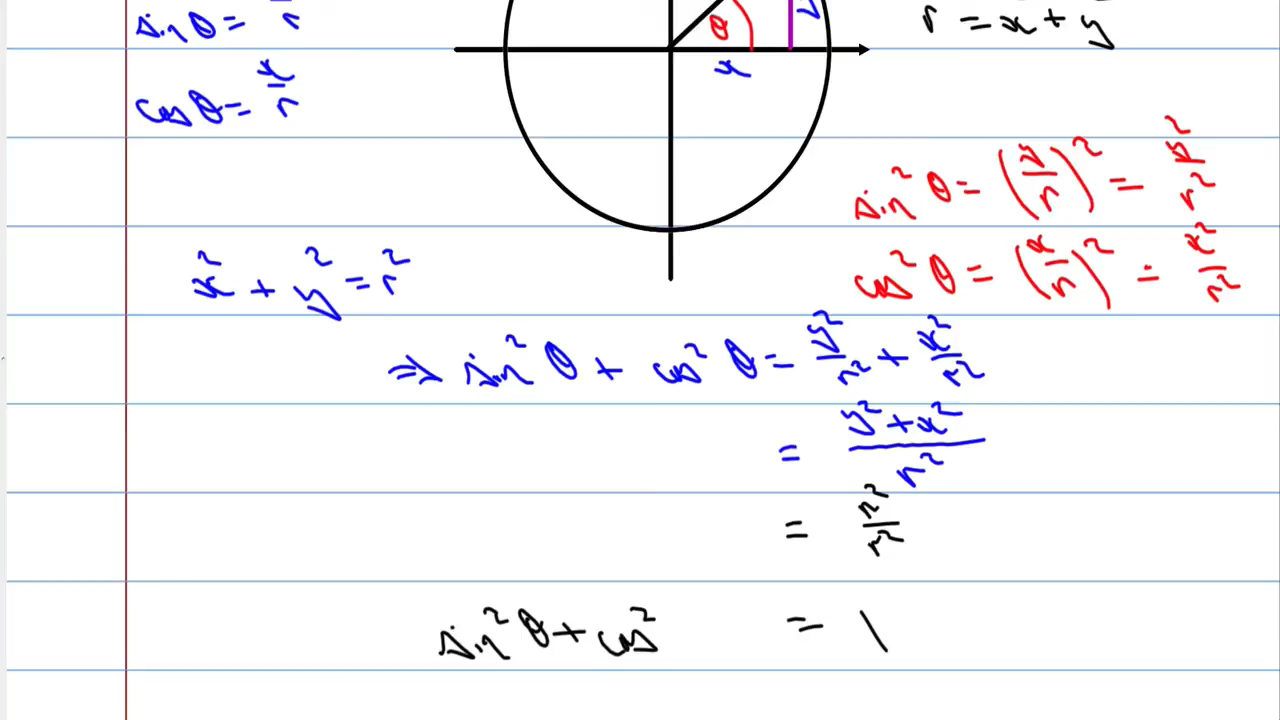 sin θ = /r
r = x + y
θ
x
cos θ = x/r
sin² θ = (y/r)² = y²/r²
cos² θ = (x/r)² = x²/r²
x² + y² = r²
⇒ sin² θ + cos² θ = y²/r² + x²/r²
= y² + x²/r²
= r²/r²
sin² θ + cos² = 1